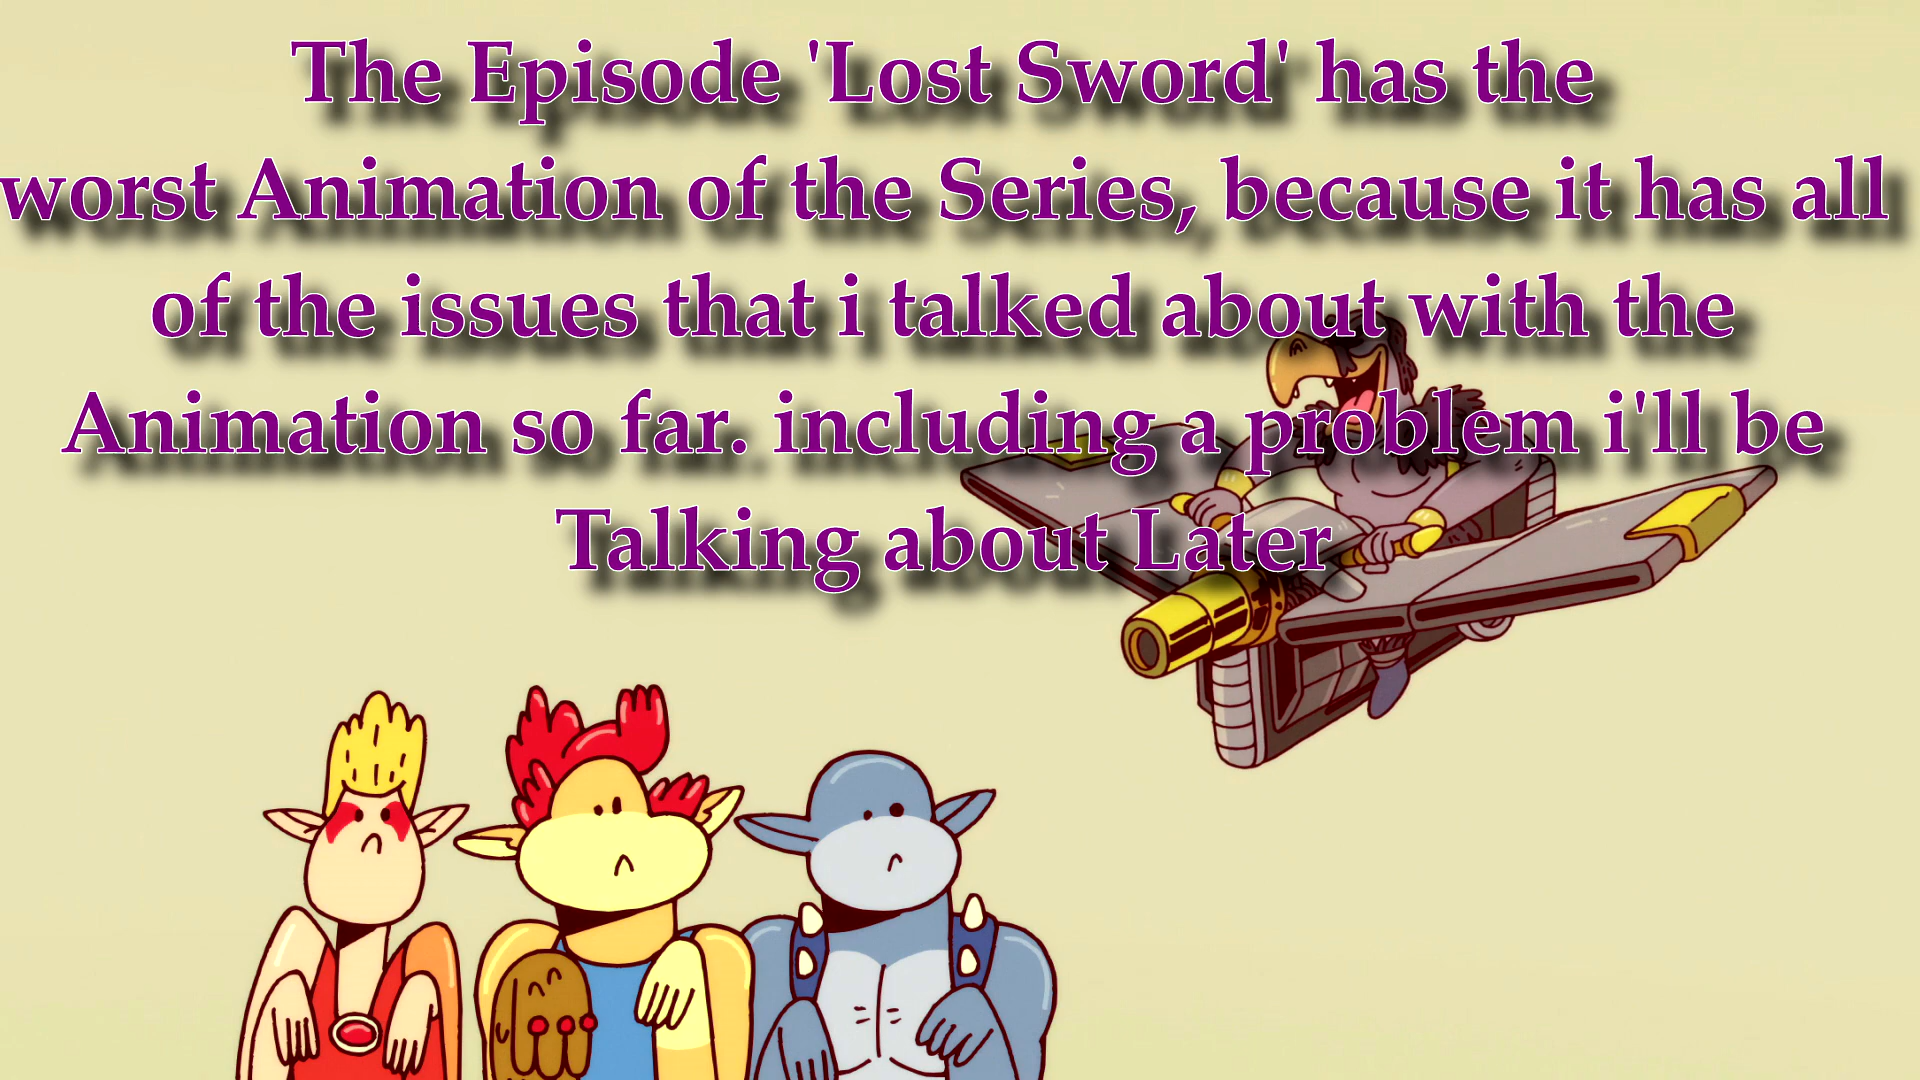 The Episode 'Lost Sword' has the
worst Animation of the Series, because it has all
of the issues that i talked about with the
Animation so far. including a problem i'll be
Talking about Later